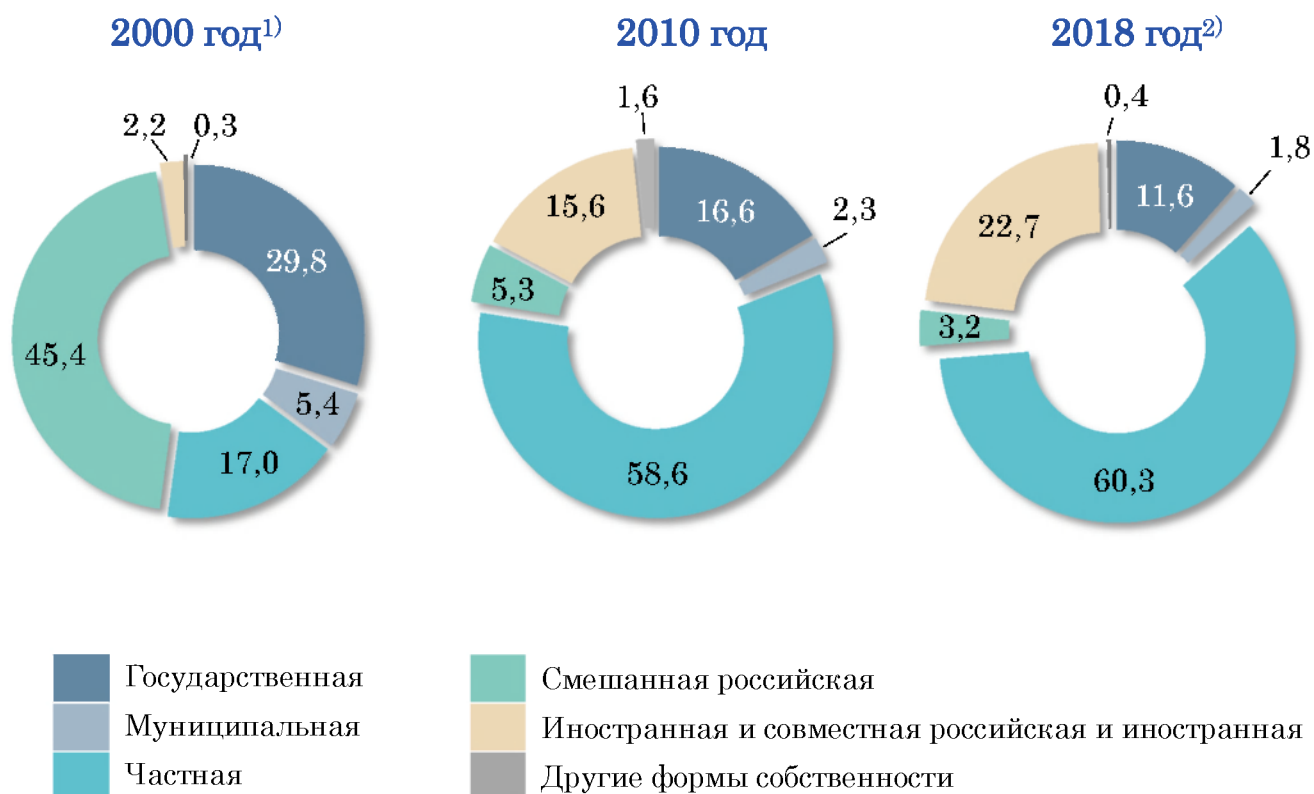 2000 год1)
2010 год
2018 год2)
2,2
0,3
29,8
5,4
17,0
45,4
1,6
16,6
2,3
58,6
5,3
15,6
0,4
11,6
1,8
60,3
3,2
22,7
Государственная
Муниципальная
Частная
Смешанная российская
Иностранная и совместная российская и иностранная
Другие формы собственности